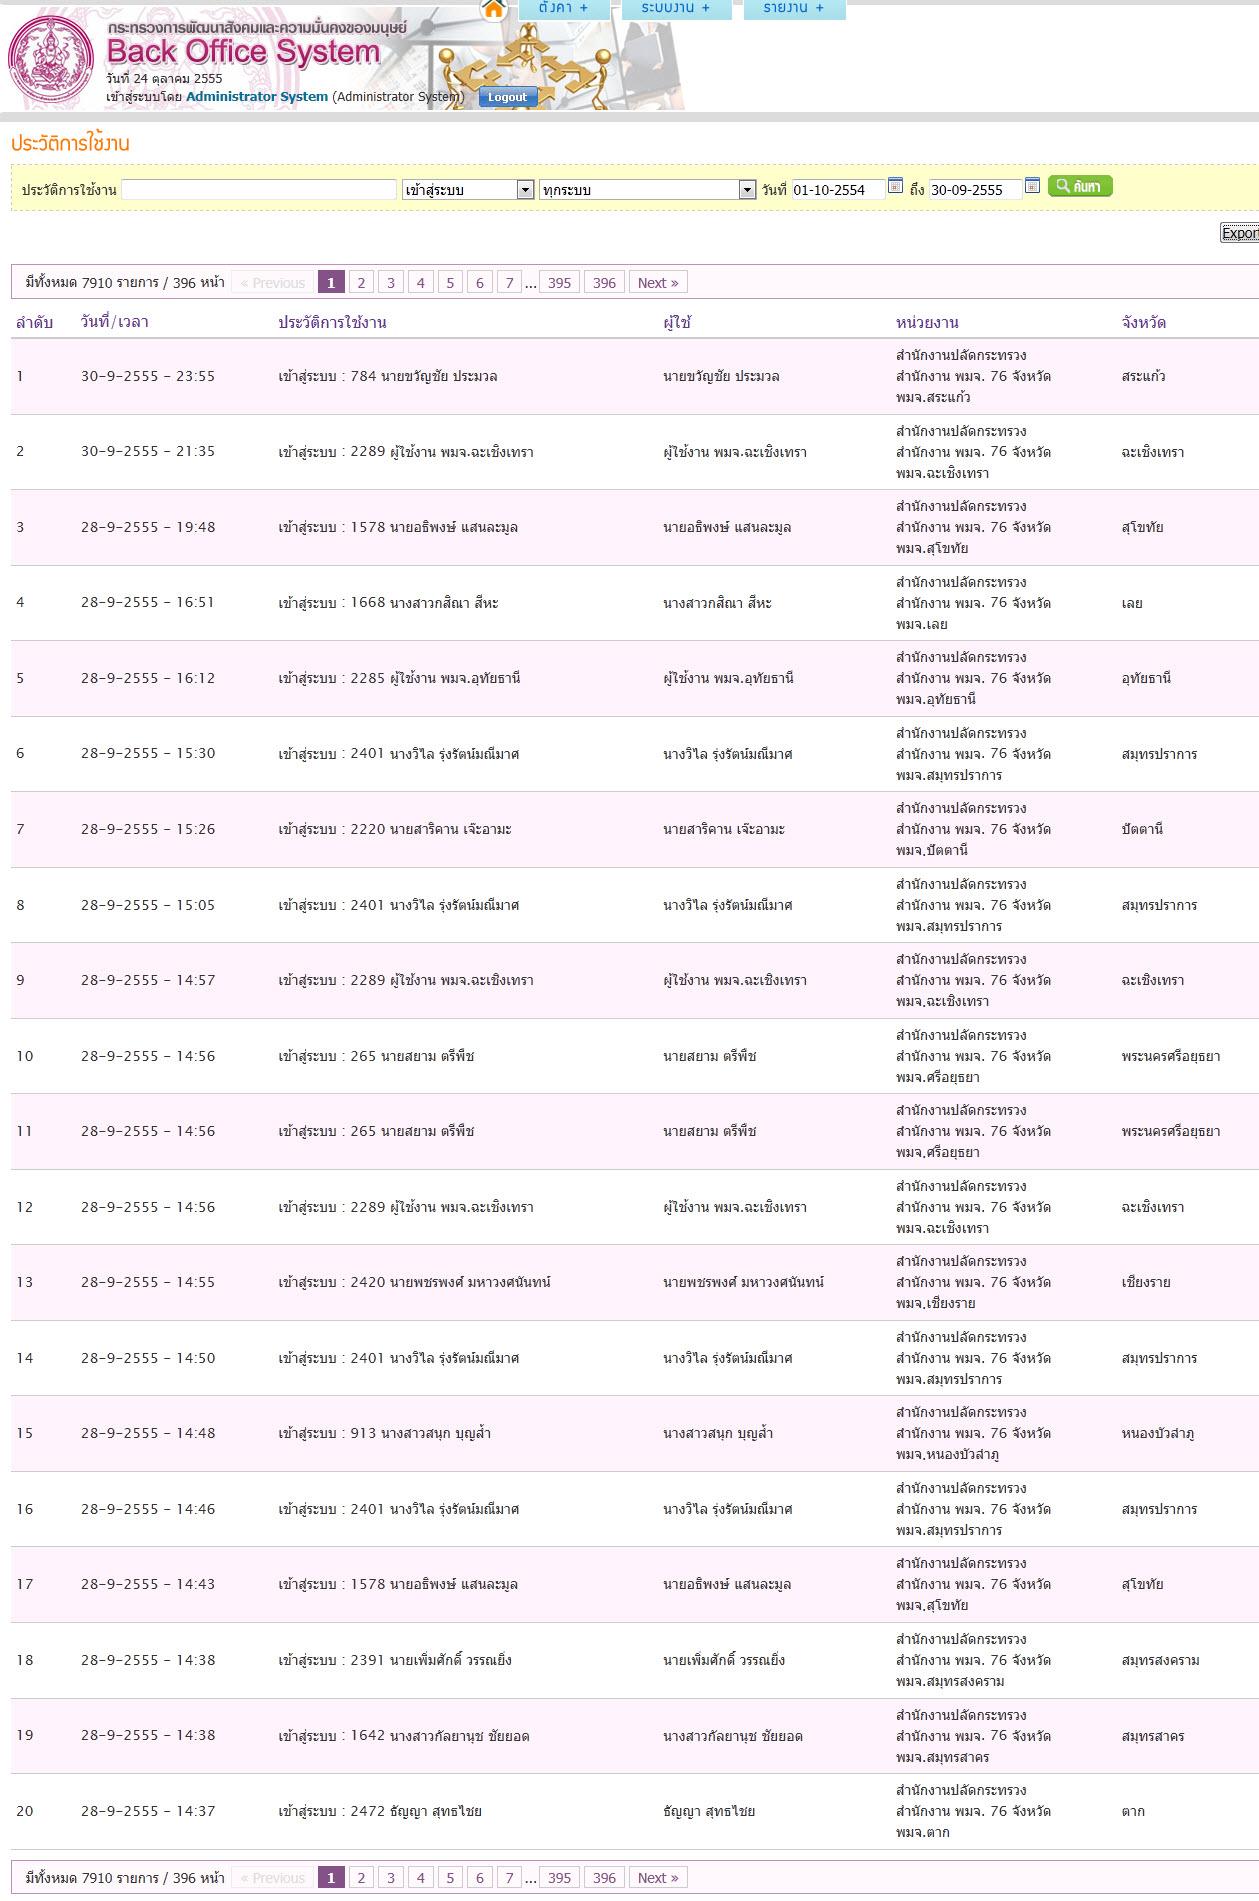 ตั้งค่า + ระบบงาน + รายงาน +
กระทรวงการพัฒนาสังคมและความมั่นคงของมนุษย์
Back Office System
วันที่ 24 ตุลาคม 2555
เข้าสู่ระบบโดย Administrator System (Administrator System) Logout
ประวัติการใช้งาน
ประวัติการใช้งาน เข้าสู่ระบบ ทุกระบบ วันที่ 01-10-2554 ถึง 30-09-2555 ค้นหา
Export
มีทั้งหมด 7910 รายการ / 396 หน้า « Previous 1 2 3 4 5 6 7 ... 395 396 Next »
ลำดับ วันที่/เวลา ประวัติการใช้งาน ผู้ใช้ หน่วยงาน จังหวัด
สำนักงานปลัดกระทรวง
1 30-9-2555 - 23:55 เข้าสู่ระบบ : 784 นายขวัญชัย ประมวล นายขวัญชัย ประมวล สำนักงาน พมจ. 76 จังหวัด สระแก้ว
พมจ.สระแก้ว
สำนักงานปลัดกระทรวง
2 30-9-2555 - 21:35 เข้าสู่ระบบ : 2289 ผู้ใช้งาน พมจ.ฉะเชิงเทรา ผู้ใช้งาน พมจ.ฉะเชิงเทรา สำนักงาน พมจ. 76 จังหวัด ฉะเชิงเทรา
พมจ.ฉะเชิงเทรา
สำนักงานปลัดกระทรวง
3 28-9-2555 - 19:48 เข้าสู่ระบบ : 1578 นายอธิพงษ์ แสนละมูล นายอธิพงษ์ แสนละมูล สำนักงาน พมจ. 76 จังหวัด สุโขทัย
พมจ.สุโขทัย
สำนักงานปลัดกระทรวง
4 28-9-2555 - 16:51 เข้าสู่ระบบ : 1668 นางสาวกสิณา สีหะ นางสาวกสิณา สีหะ สำนักงาน พมจ. 76 จังหวัด เลย
พมจ.เลย
สำนักงานปลัดกระทรวง
5 28-9-2555 - 16:12 เข้าสู่ระบบ : 2285 ผู้ใช้งาน พมจ.อุทัยธานี ผู้ใช้งาน พมจ.อุทัยธานี สำนักงาน พมจ. 76 จังหวัด อุทัยธานี
พมจ.อุทัยธานี
สำนักงานปลัดกระทรวง
6 28-9-2555 - 15:30 เข้าสู่ระบบ : 2401 นางวิไล รุ่งรัตน์มณีมาศ นางวิไล รุ่งรัตน์มณีมาศ สำนักงาน พมจ. 76 จังหวัด สมุทรปราการ
พมจ.สมุทรปราการ
สำนักงานปลัดกระทรวง
7 28-9-2555 - 15:26 เข้าสู่ระบบ : 2220 นายสาริคาน เจ๊ะอามะ นายสาริคาน เจ๊ะอามะ สำนักงาน พมจ. 76 จังหวัด ปัตตานี
พมจ.ปัตตานี
สำนักงานปลัดกระทรวง
8 28-9-2555 - 15:05 เข้าสู่ระบบ : 2401 นางวิไล รุ่งรัตน์มณีมาศ นางวิไล รุ่งรัตน์มณีมาศ สำนักงาน พมจ. 76 จังหวัด สมุทรปราการ
พมจ.สมุทรปราการ
สำนักงานปลัดกระทรวง
9 28-9-2555 - 14:57 เข้าสู่ระบบ : 2289 ผู้ใช้งาน พมจ.ฉะเชิงเทรา ผู้ใช้งาน พมจ.ฉะเชิงเทรา สำนักงาน พมจ. 76 จังหวัด ฉะเชิงเทรา
พมจ.ฉะเชิงเทรา
สำนักงานปลัดกระทรวง
10 28-9-2555 - 14:56 เข้าสู่ระบบ : 265 นายสยาม ตรีพืช นายสยาม ตรีพืช สำนักงาน พมจ. 76 จังหวัด พระนครศรีอยุธยา
พมจ.ศรีอยุธยา
สำนักงานปลัดกระทรวง
11 28-9-2555 - 14:56 เข้าสู่ระบบ : 265 นายสยาม ตรีพืช นายสยาม ตรีพืช สำนักงาน พมจ. 76 จังหวัด พระนครศรีอยุธยา
พมจ.ศรีอยุธยา
สำนักงานปลัดกระทรวง
12 28-9-2555 - 14:56 เข้าสู่ระบบ : 2289 ผู้ใช้งาน พมจ.ฉะเชิงเทรา ผู้ใช้งาน พมจ.ฉะเชิงเทรา สำนักงาน พมจ. 76 จังหวัด ฉะเชิงเทรา
พมจ.ฉะเชิงเทรา
สำนักงานปลัดกระทรวง
13 28-9-2555 - 14:55 เข้าสู่ระบบ : 2420 นายพชรพงศ์ มหาวงศนันทน์ นายพชรพงศ์ มหาวงศนันทน์ สำนักงาน พมจ. 76 จังหวัด เชียงราย
พมจ.เชียงราย
สำนักงานปลัดกระทรวง
14 28-9-2555 - 14:50 เข้าสู่ระบบ : 2401 นางวิไล รุ่งรัตน์มณีมาศ นางวิไล รุ่งรัตน์มณีมาศ สำนักงาน พมจ. 76 จังหวัด สมุทรปราการ
พมจ.สมุทรปราการ
สำนักงานปลัดกระทรวง
15 28-9-2555 - 14:48 เข้าสู่ระบบ : 913 นางสาวสนุก บุญส้ำ นางสาวสนุก บุญส้ำ สำนักงาน พมจ. 76 จังหวัด หนองบัวลำภู
พมจ.หนองบัวลำภู
สำนักงานปลัดกระทรวง
16 28-9-2555 - 14:46 เข้าสู่ระบบ : 2401 นางวิไล รุ่งรัตน์มณีมาศ นางวิไล รุ่งรัตน์มณีมาศ สำนักงาน พมจ. 76 จังหวัด สมุทรปราการ
พมจ.สมุทรปราการ
สำนักงานปลัดกระทรวง
17 28-9-2555 - 14:43 เข้าสู่ระบบ : 1578 นายอธิพงษ์ แสนละมูล นายอธิพงษ์ แสนละมูล สำนักงาน พมจ. 76 จังหวัด สุโขทัย
พมจ.สุโขทัย
สำนักงานปลัดกระทรวง
18 28-9-2555 - 14:38 เข้าสู่ระบบ : 2391 นายเพิ่มศักดิ์ วรรณยิ่ง นายเพิ่มศักดิ์ วรรณยิ่ง สำนักงาน พมจ. 76 จังหวัด สมุทรสงคราม
พมจ.สมุทรสงคราม
สำนักงานปลัดกระทรวง
19 28-9-2555 - 14:38 เข้าสู่ระบบ : 1642 นางสาวกัลยานุช ชัยยอด นางสาวกัลยานุช ชัยยอด สำนักงาน พมจ. 76 จังหวัด สมุทรสาคร
พมจ.สมุทรสาคร
สำนักงานปลัดกระทรวง
20 28-9-2555 - 14:37 เข้าสู่ระบบ : 2472 ธัญญา สุทธไชย ธัญญา สุทธไชย สำนักงาน พมจ. 76 จังหวัด ตาก
พมจ.ตาก
มีทั้งหมด 7910 รายการ / 396 หน้า « Previous 1 2 3 4 5 6 7 ... 395 396 Next »